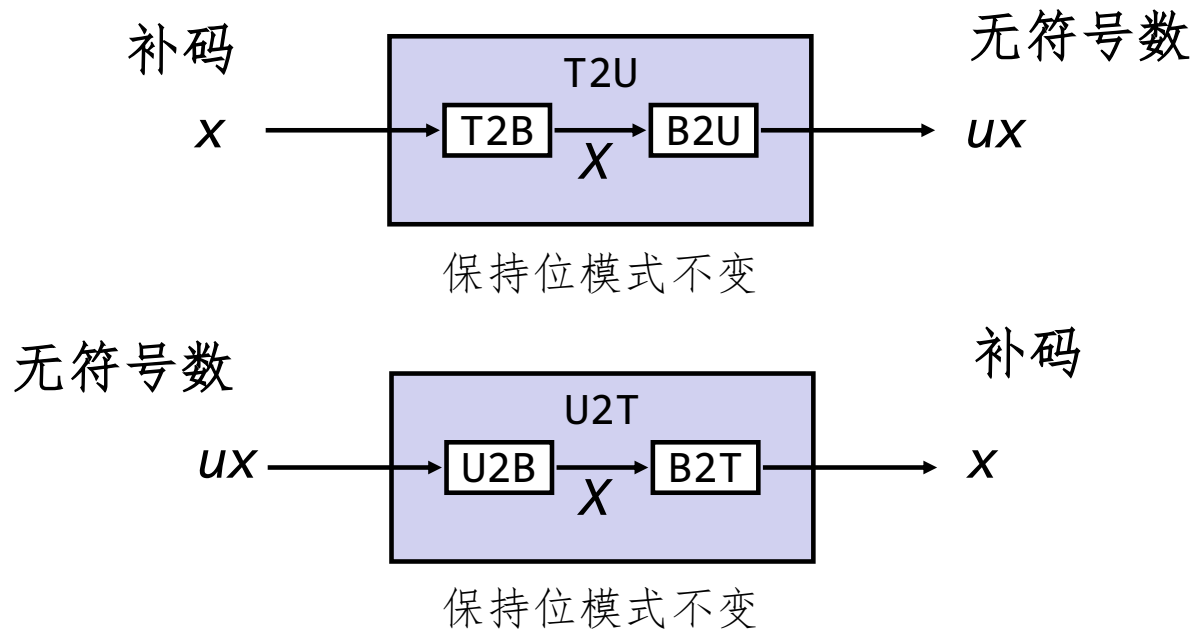 补码
无符号数
T2U
x
T2B
X
B2U
ux
保持位模式不变
无符号数
补码
U2T
ux
U2B
X
B2T
x
保持位模式不变